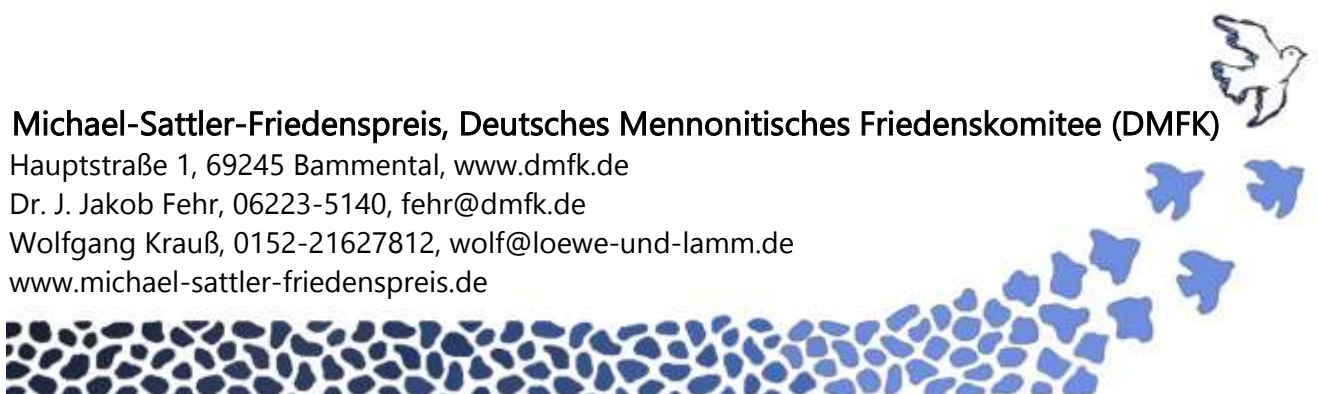 Michael-Sattler-Friedenspreis, Deutsches Mennonitisches Friedenskomitee (DMFK)
Hauptstraße 1, 69245 Bammental, www.dmfk.de
Dr. J. Jakob Fehr, 06223-5140, fehr@dmfk.de
Wolfgang Krauß, 0152-21627812, wolf@loewe-und-lamm.de
www.michael-sattler-friedenspreis.de